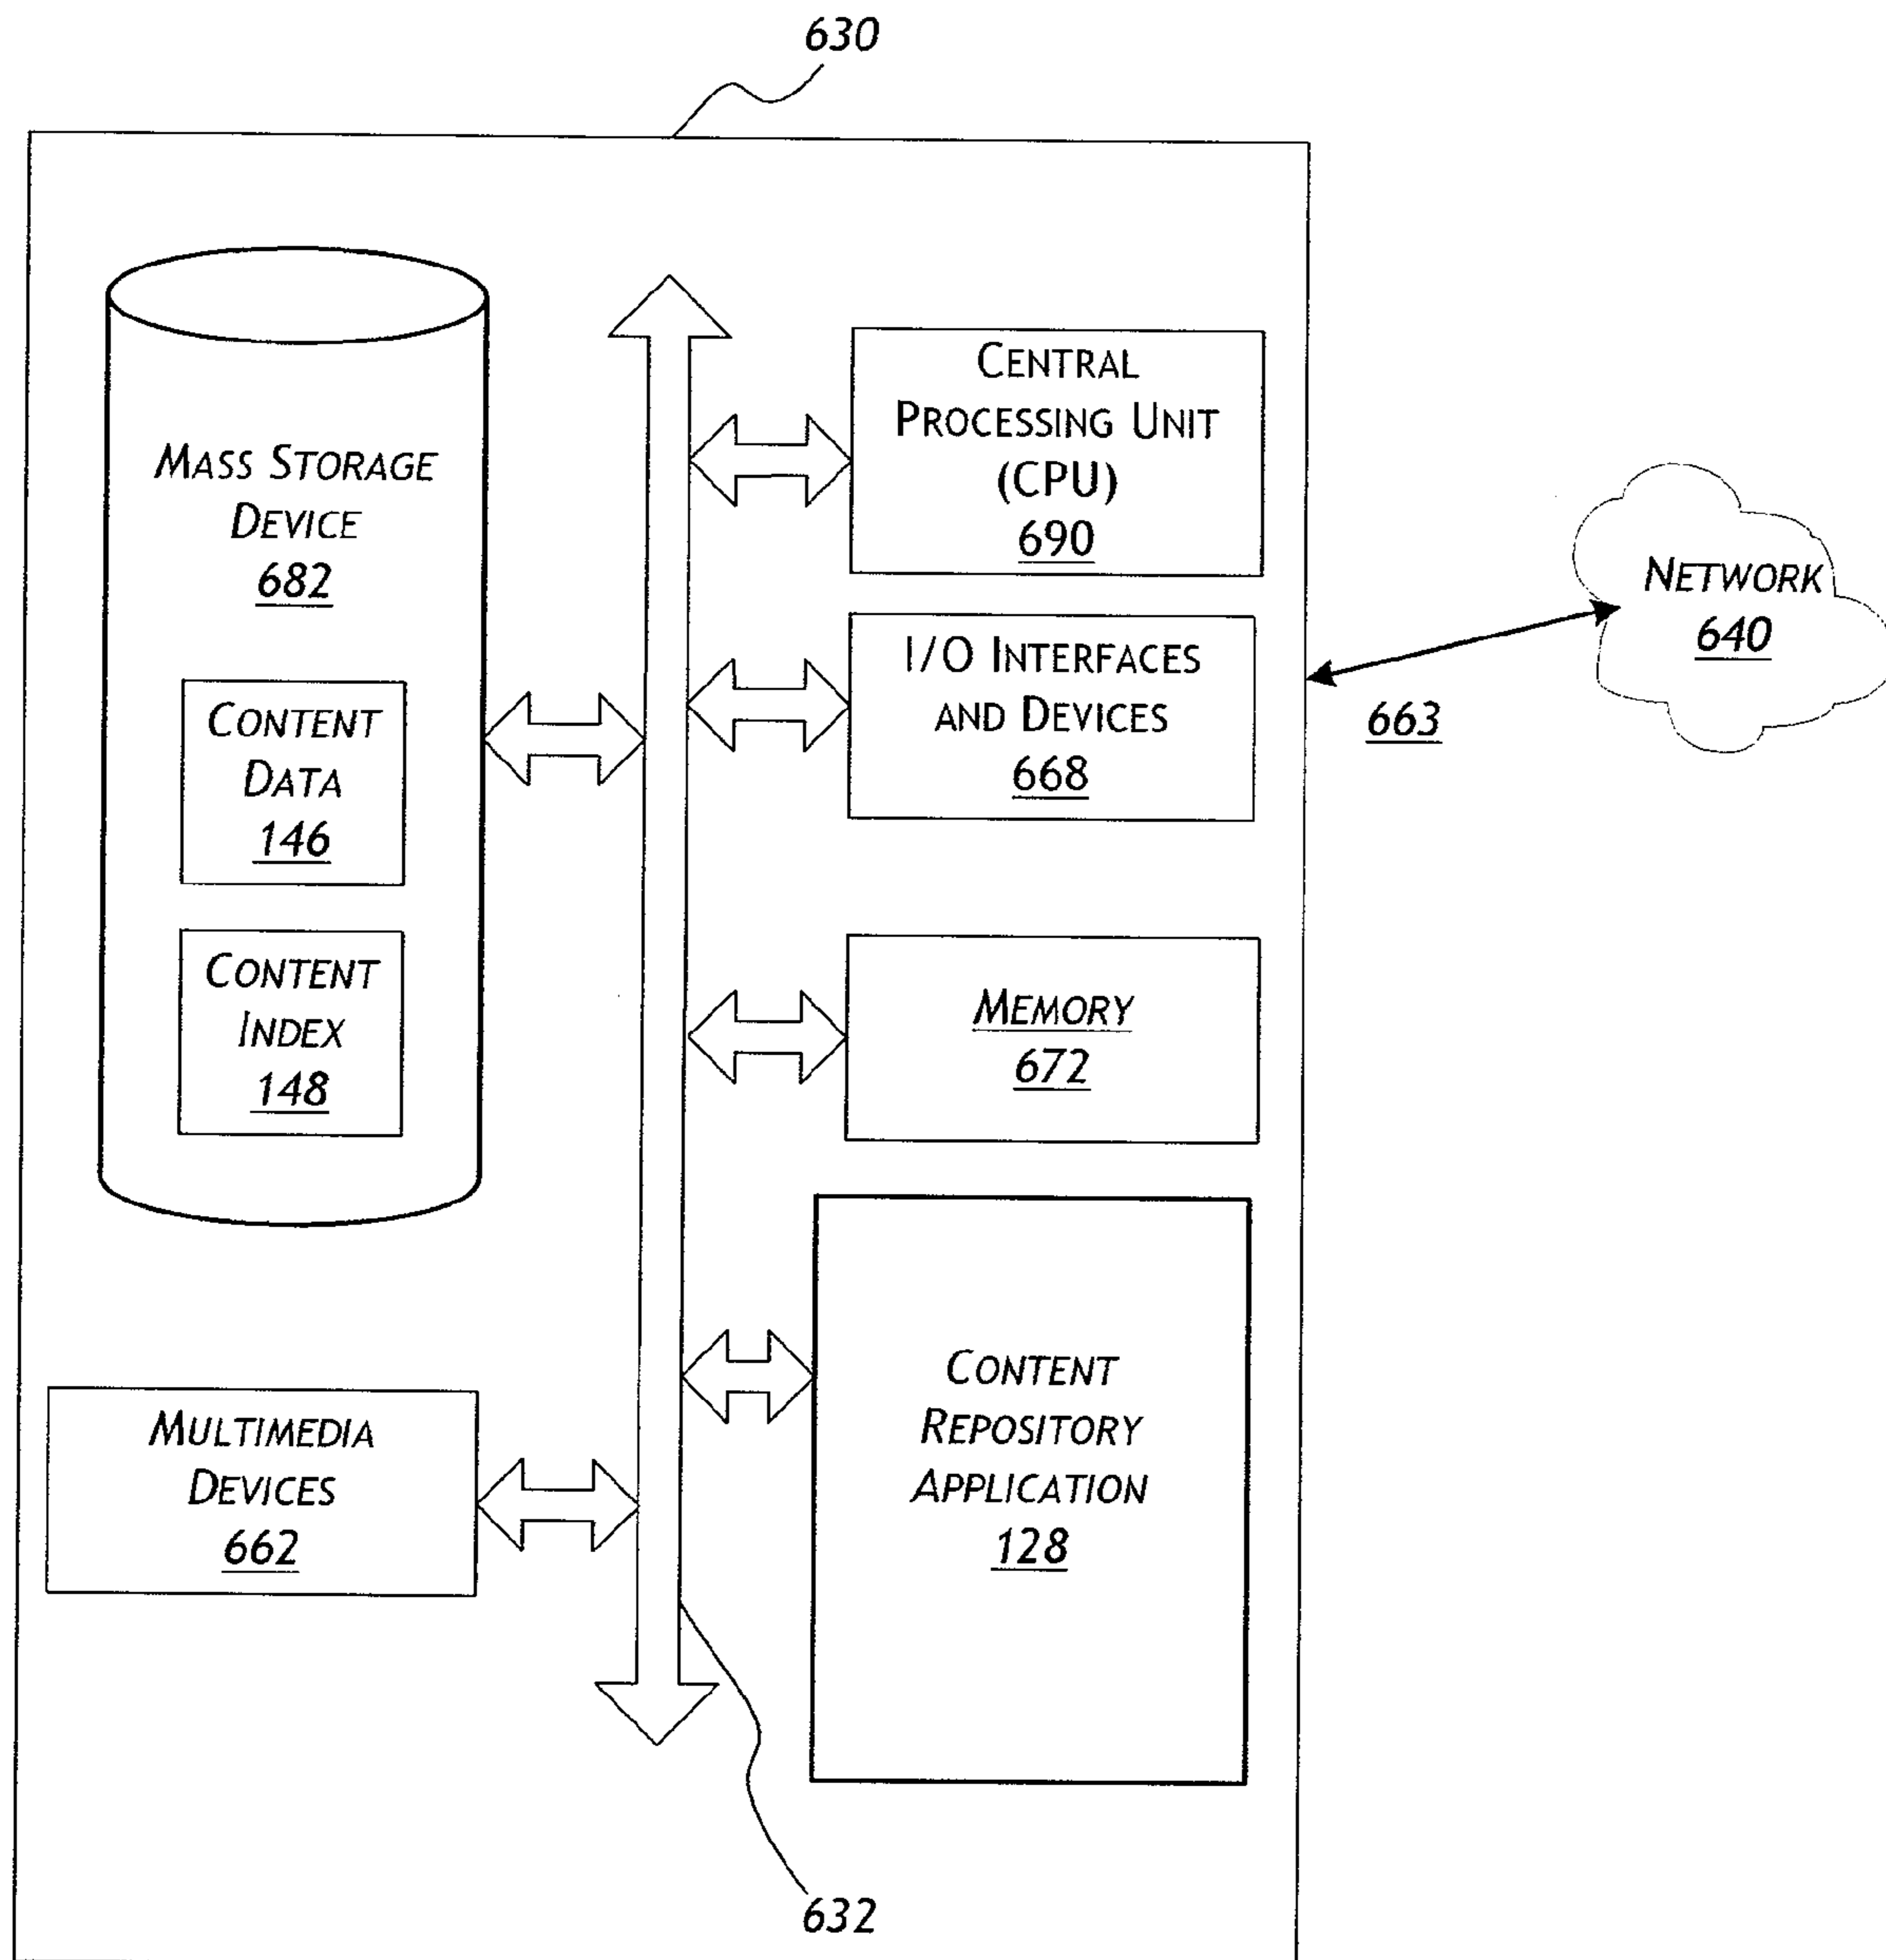 630
MASS STORAGE
DEVICE
682
CONTENT
DATA
146
CONTENT
INDEX
148
MULTIMEDIA
DEVICES
662
CENTRAL
PROCESSING UNIT
(CPU)
690
I/O INTERFACES
AND DEVICES
668
MEMORY
672
CONTENT
REPOSITORY
APPLICATION
128
632
NETWORK
640
663